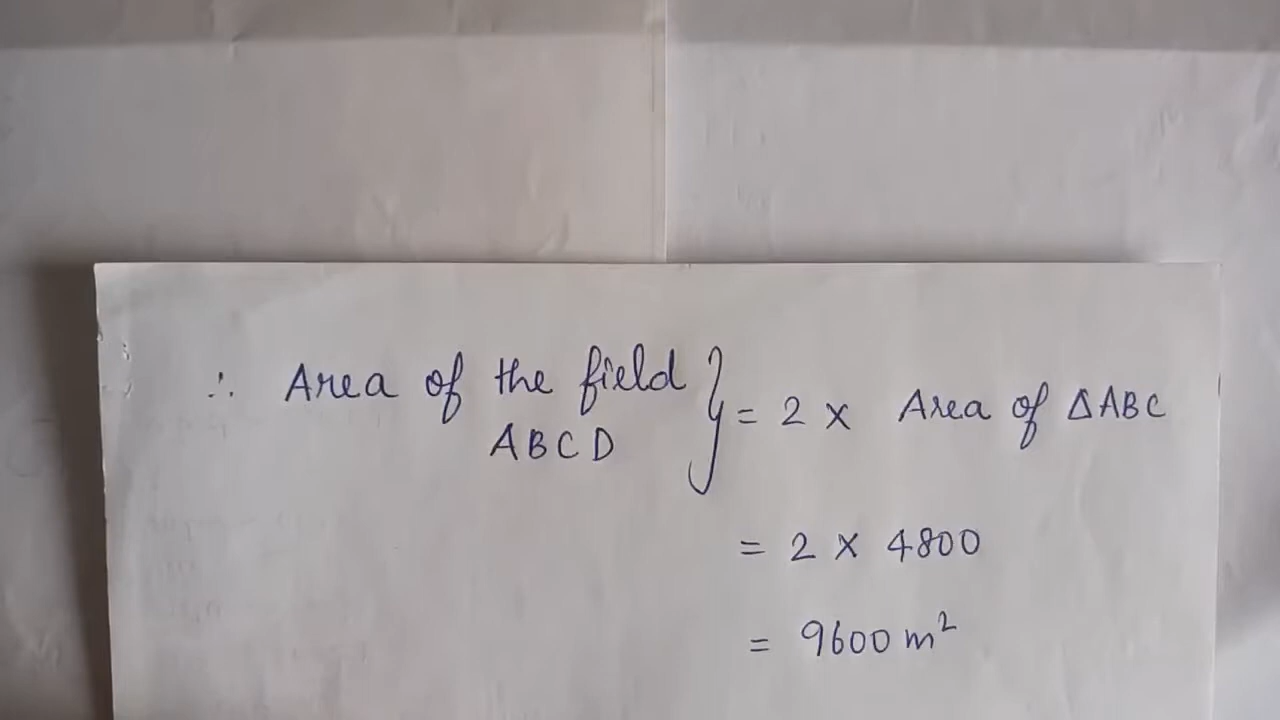 ∴ Area of the field } = 2 × Area of ΔABC
ABCD
= 2 × 4800
= 9600 m²